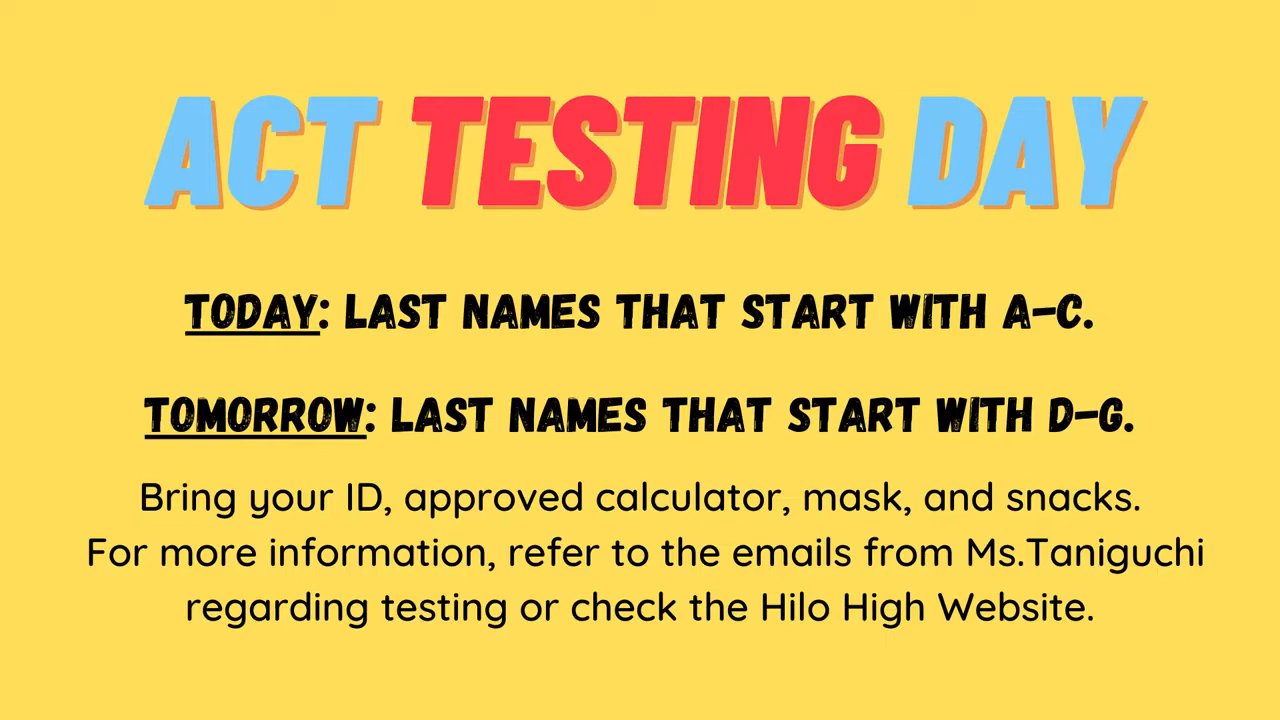 ACT TESTING DAY
TODAY: LAST NAMES THAT START WITH A-C.
TOMORROW: LAST NAMES THAT START WITH D-G.
Bring your ID, approved calculator, mask, and snacks.
For more information, refer to the emails from Ms.Taniguchi
regarding testing or check the Hilo High Website.